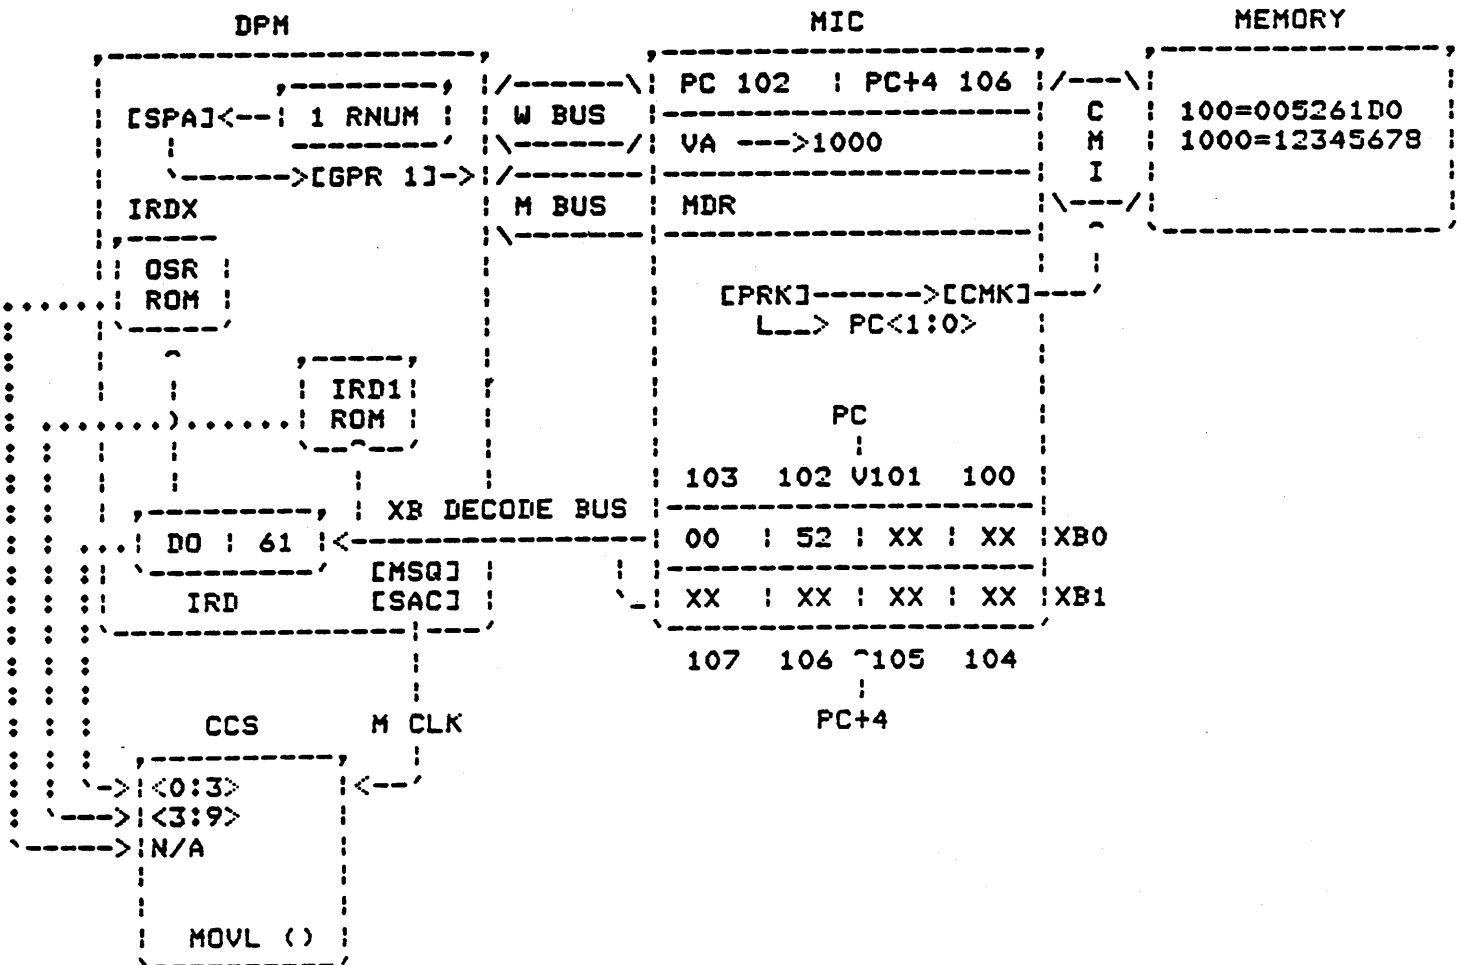 DPM MIC MEMORY
PC 102 PC+4 106
[SPA]<-- 1 RNUM W BUS C 100=005261D0
VA --->1000 M 1000=12345678
>[GPR 1]-> I
IRDX M BUS MDR
OSR
ROM [PRK]------>[CMK]
L__> PC<1:0>
IRD1
ROM PC
103 102 V101 100
XB DECODE BUS
D0 61 00 52 XX XX XB0
[MSQ]
IRD [SAC] XX XX XX XX XB1
107 106 ^105 104
CCS M CLK PC+4
<0:3>
<3:9>
N/A
MOVL ()